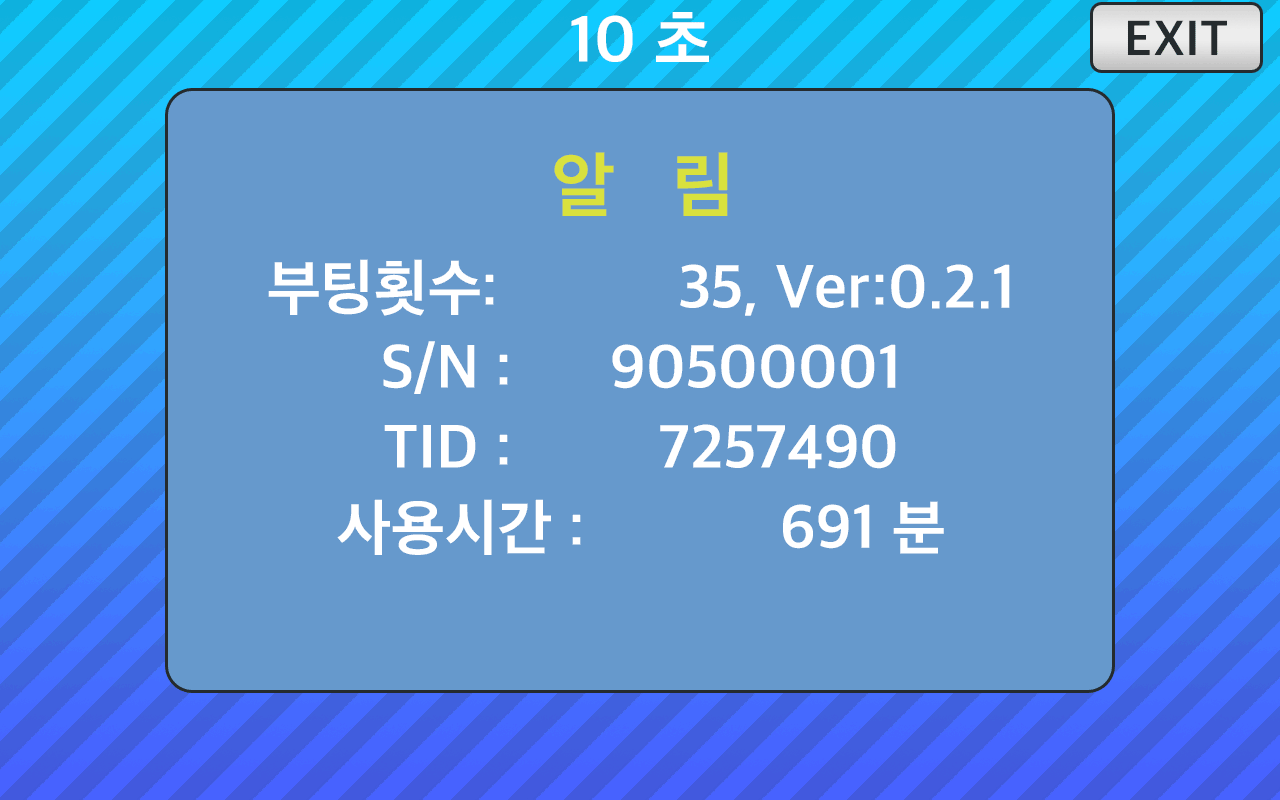 10 초
EXIT
알 림
부팅횟수: 35, Ver:0.2.1
S/N : 90500001
TID : 7257490
사용시간 : 691 분